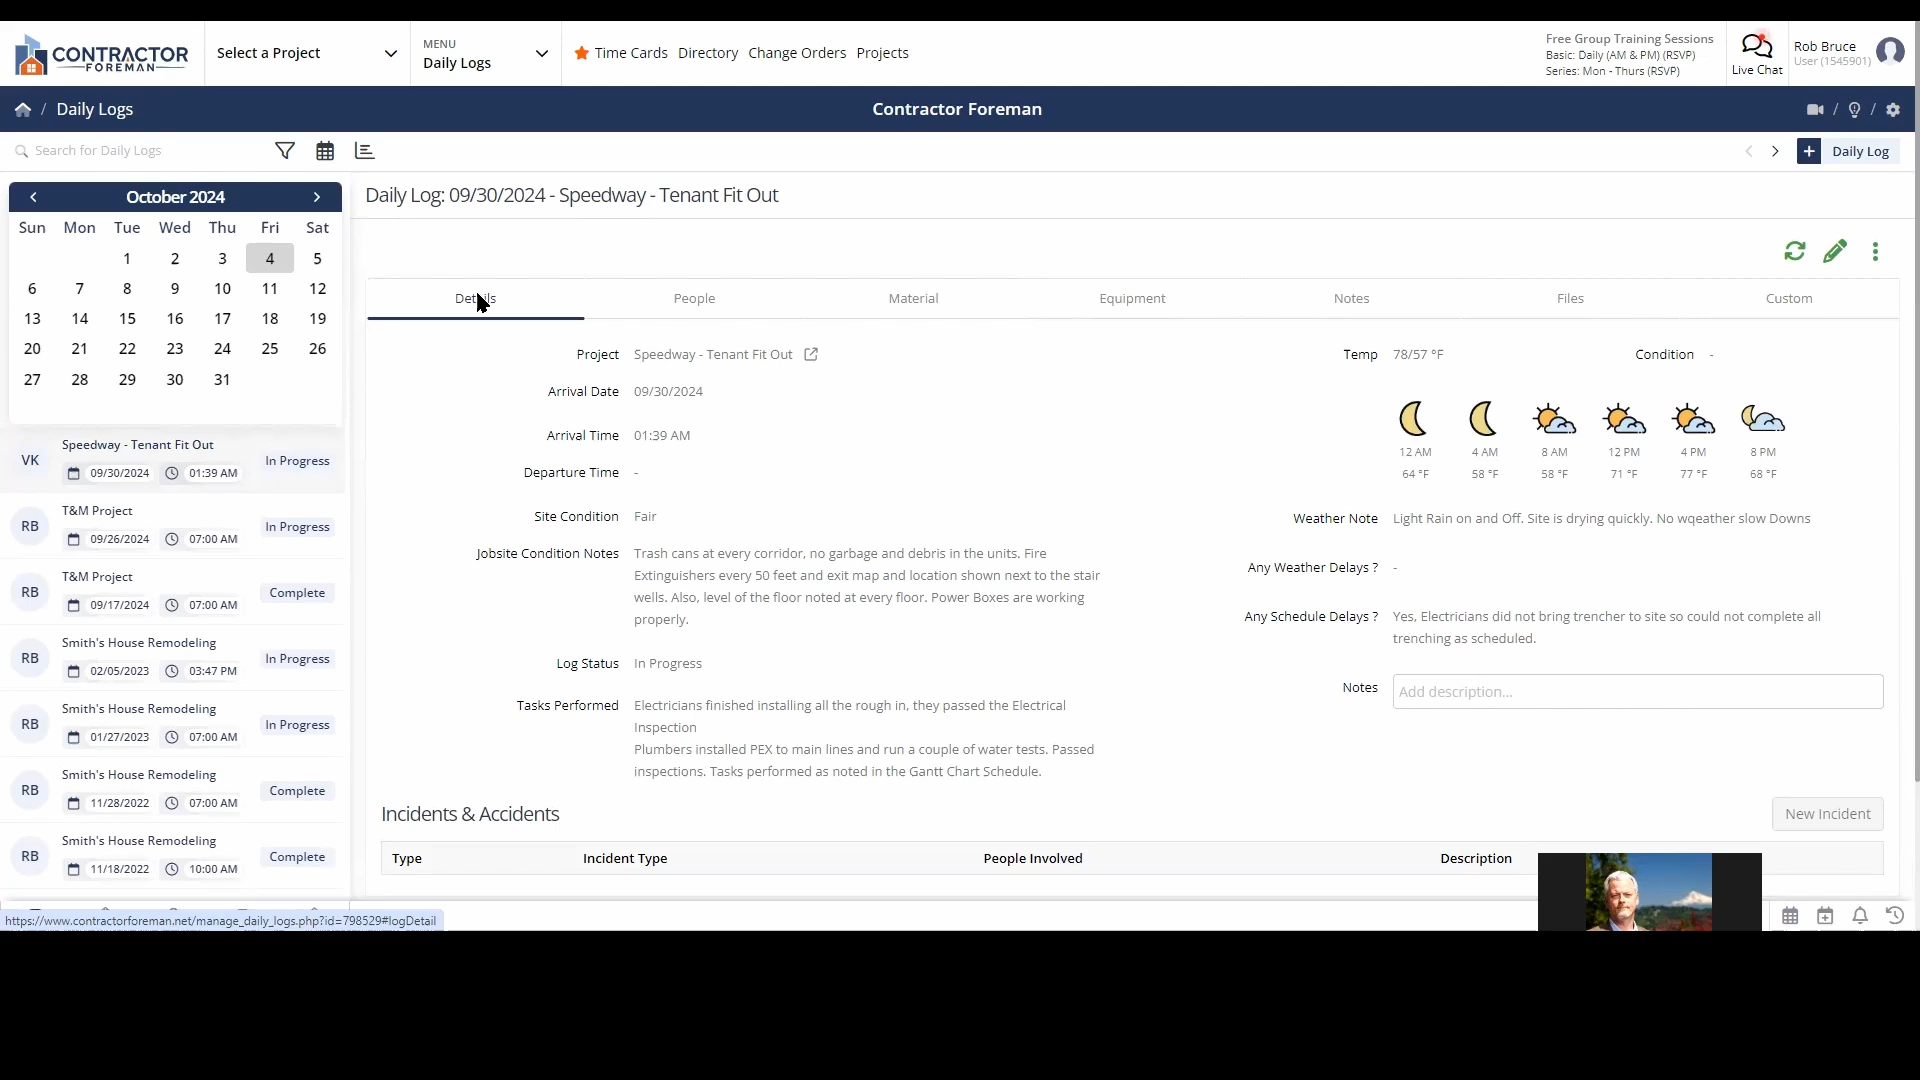 CONTRACTOR
FOREMAN
Select a Project
MENU
Daily Logs
Time Cards Directory Change Orders Projects
Free Group Training Sessions
Basic: Daily (AM & PM) (RSVP)
Series: Mon - Thurs (RSVP)
Live Chat
Rob Bruce
User (1545901)
/ Daily Logs
Contractor Foreman
/ /
Search for Daily Logs
+ Daily Log
October 2024
Sun Mon Tue Wed Thu Fri Sat
1 2 3 4 5
6 7 8 9 10 11 12
13 14 15 16 17 18 19
20 21 22 23 24 25 26
27 28 29 30 31
VK
Speedway - Tenant Fit Out
09/30/2024 01:39 AM
In Progress
RB
T&M Project
09/26/2024 07:00 AM
In Progress
RB
T&M Project
09/17/2024 07:00 AM
Complete
RB
Smith's House Remodeling
02/05/2023 03:47 PM
In Progress
RB
Smith's House Remodeling
01/27/2023 07:00 AM
In Progress
RB
Smith's House Remodeling
11/28/2022 07:00 AM
Complete
RB
Smith's House Remodeling
11/18/2022 10:00 AM
Complete
Daily Log: 09/30/2024 - Speedway - Tenant Fit Out
Details People Material Equipment Notes Files Custom
Project Speedway - Tenant Fit Out
Arrival Date 09/30/2024
Arrival Time 01:39 AM
Departure Time -
Site Condition Fair
Jobsite Condition Notes Trash cans at every corridor, no garbage and debris in the units. Fire
Extinguishers every 50 feet and exit map and location shown next to the stair
wells. Also, level of the floor noted at every floor. Power Boxes are working
properly.
Log Status In Progress
Tasks Performed Electricians finished installing all the rough in, they passed the Electrical
Inspection
Plumbers installed PEX to main lines and run a couple of water tests. Passed
inspections. Tasks performed as noted in the Gantt Chart Schedule.
Temp 78/57 °F Condition -
12 AM 4 AM 8 AM 12 PM 4 PM 8 PM
64 °F 58 °F 58 °F 71 °F 77 °F 68 °F
Weather Note Light Rain on and Off. Site is drying quickly. No wqeather slow Downs
Any Weather Delays ? -
Any Schedule Delays ? Yes, Electricians did not bring trencher to site so could not complete all
trenching as scheduled.
Notes Add description...
Incidents & Accidents
New Incident
Type Incident Type People Involved Description
https://www.contractorforeman.net/manage_daily_logs.php?id=798529#logDetail